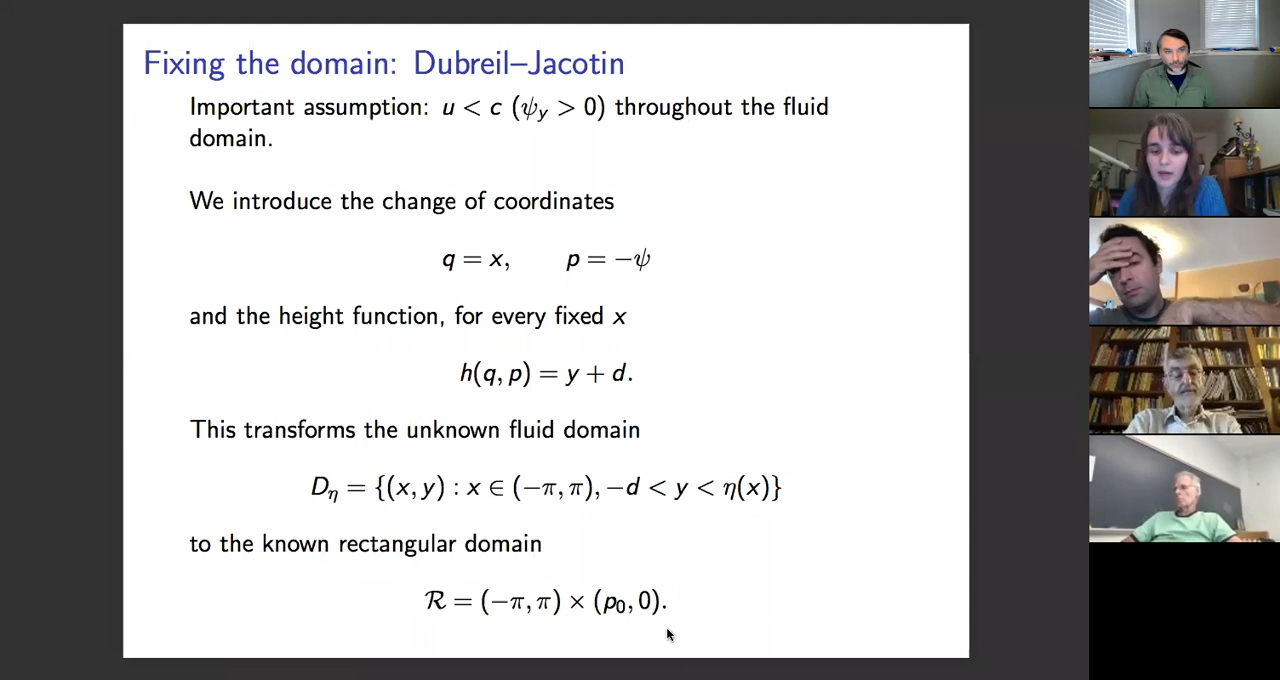 Fixing the domain: Dubreil–Jacotin
Important assumption: u < c (ψ_y > 0) throughout the fluid
domain.
We introduce the change of coordinates
q = x, p = −ψ
and the height function, for every fixed x
h(q, p) = y + d.
This transforms the unknown fluid domain
D_η = {(x, y) : x ∈ (−π, π), −d < y < η(x)}
to the known rectangular domain
ℛ = (−π, π) × (p₀, 0).